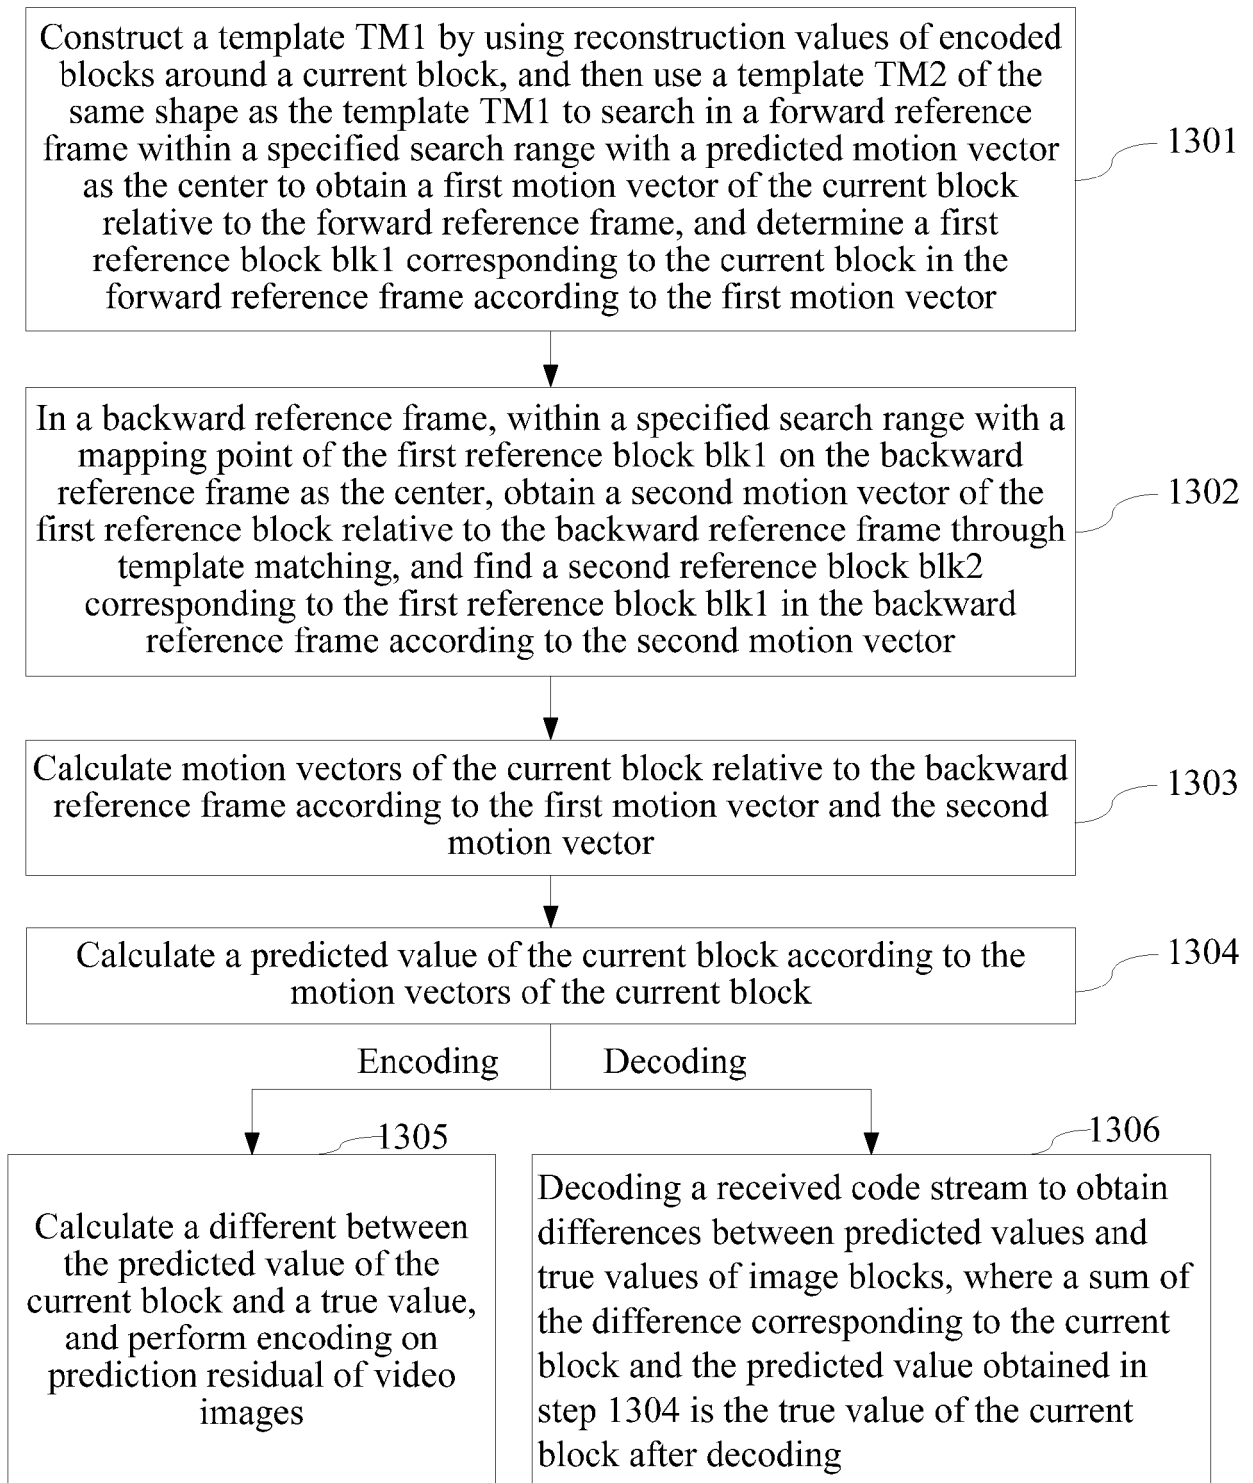 Construct a template TM1 by using reconstruction values of encoded
blocks around a current block, and then use a template TM2 of the
same shape as the template TM1 to search in a forward reference
frame within a specified search range with a predicted motion vector
as the center to obtain a first motion vector of the current block
relative to the forward reference frame, and determine a first
reference block blk1 corresponding to the current block in the
forward reference frame according to the first motion vector
1301
In a backward reference frame, within a specified search range with a
mapping point of the first reference block blk1 on the backward
reference frame as the center, obtain a second motion vector of the
first reference block relative to the backward reference frame through
template matching, and find a second reference block blk2
corresponding to the first reference block blk1 in the backward
reference frame according to the second motion vector
1302
Calculate motion vectors of the current block relative to the backward
reference frame according to the first motion vector and the second
motion vector
1303
Calculate a predicted value of the current block according to the
motion vectors of the current block
1304
Encoding
Decoding
1305
Calculate a different between
the predicted value of the
current block and a true value,
and perform encoding on
prediction residual of video
images
1306
Decoding a received code stream to obtain
differences between predicted values and
true values of image blocks, where a sum of
the difference corresponding to the current
block and the predicted value obtained in
step 1304 is the true value of the current
block after decoding